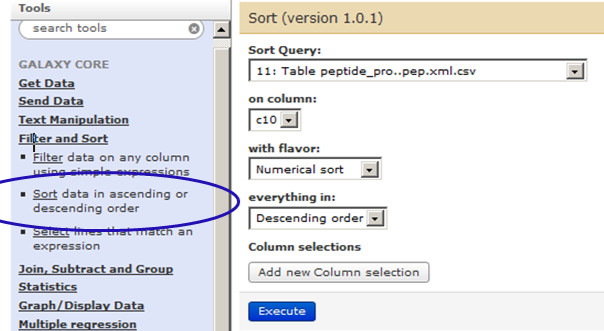 Tools
search tools
GALAXY CORE
Get Data
Send Data
Text Manipulation
Filter and Sort
Filter data on any column
using simple expressions
Sort data in ascending or
descending order
Select lines that match an
expression
Join, Subtract and Group
Statistics
Graph/Display Data
Multiple regression
Sort (version 1.0.1)
Sort Query:
11: Table peptide_pro..pep.xml.csv
on column:
c10
with flavor:
Numerical sort
everything in:
Descending order
Column selections
Add new Column selection
Execute